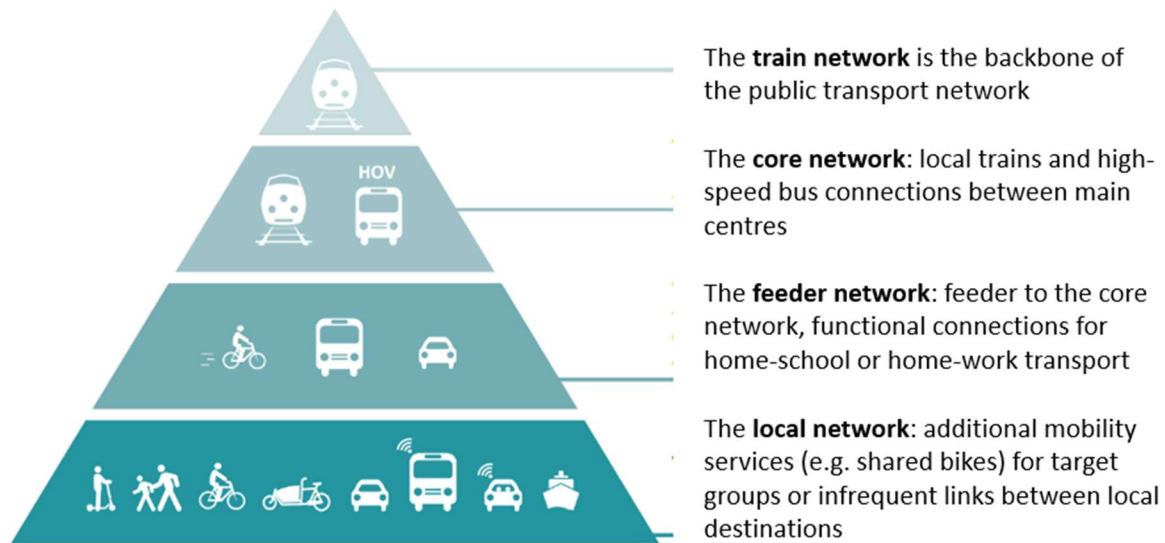 The train network is the backbone of
the public transport network
HOV
The core network: local trains and high-
speed bus connections between main
centres
The feeder network: feeder to the core
network, functional connections for
home-school or home-work transport
The local network: additional mobility
services (e.g. shared bikes) for target
groups or infrequent links between local
destinations